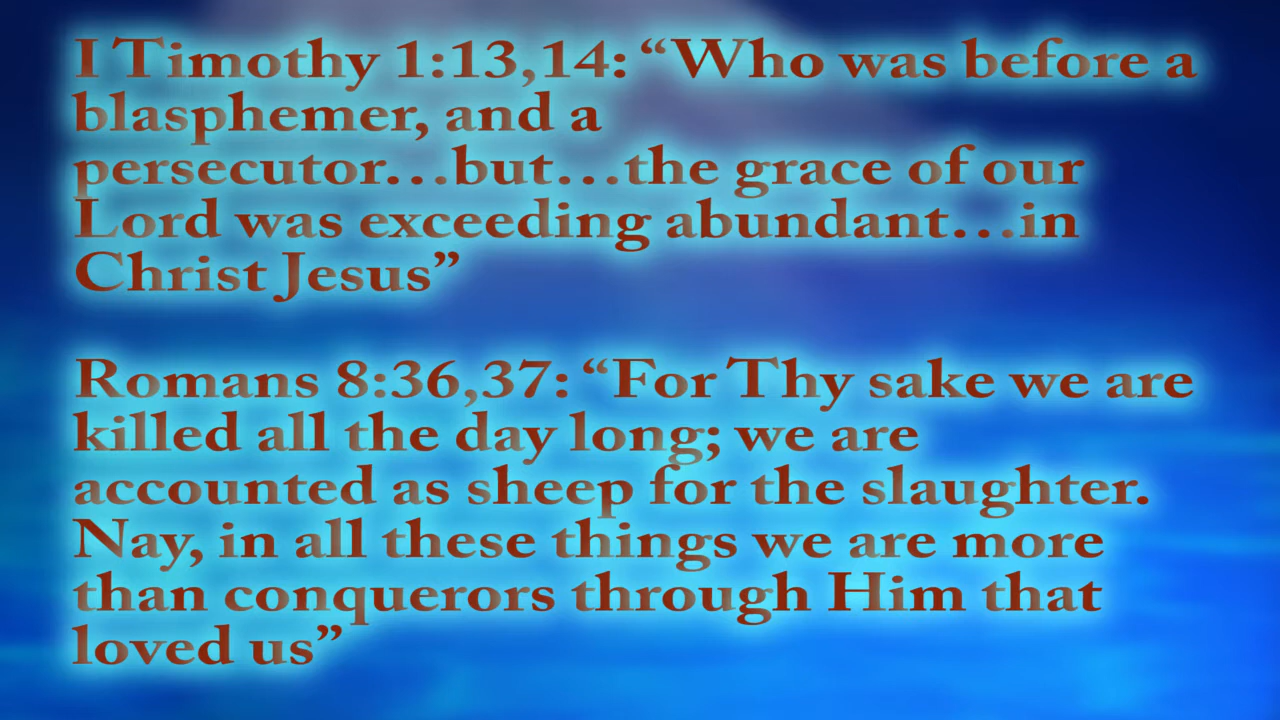 I Timothy 1:13,14: “Who was before a
blasphemer, and a
persecutor…but…the grace of our
Lord was exceeding abundant…in
Christ Jesus”
Romans 8:36,37: “For Thy sake we are
killed all the day long; we are
accounted as sheep for the slaughter.
Nay, in all these things we are more
than conquerors through Him that
loved us”